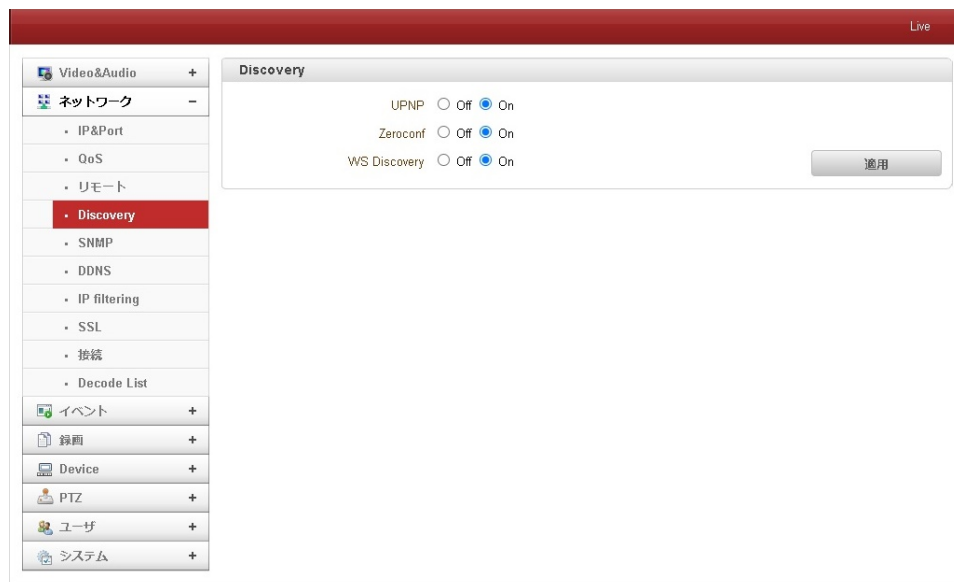 Live
Video&Audio +
ネットワーク -
IP&Port
QoS
リモート
Discovery
SNMP
DDNS
IP filtering
SSL
接続
Decode List
イベント +
録画 +
Device +
PTZ +
ユーザ +
システム +
Discovery
UPNP Off On
Zeroconf Off On
WS Discovery Off On
適用